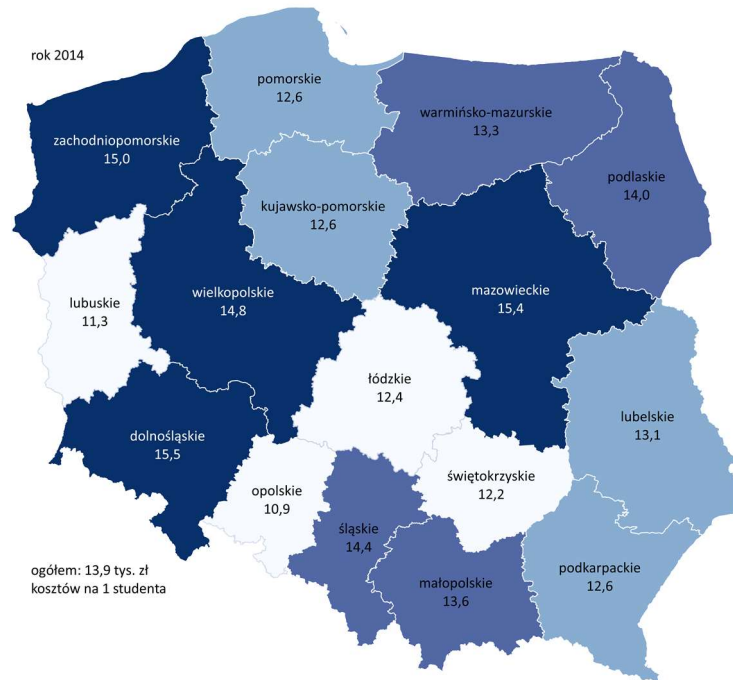 rok 2014
pomorskie
12,6
warmińsko-mazurskie
13,3
zachodniopomorskie
15,0
podlaskie
14,0
kujawsko-pomorskie
12,6
wielkopolskie
14,8
mazowieckie
15,4
lubuskie
11,3
łódzkie
12,4
lubelskie
13,1
dolnośląskie
15,5
świętokrzyskie
12,2
opolskie
10,9
śląskie
14,4
podkarpackie
12,6
małopolskie
13,6
ogółem: 13,9 tys. zł
kosztów na 1 studenta